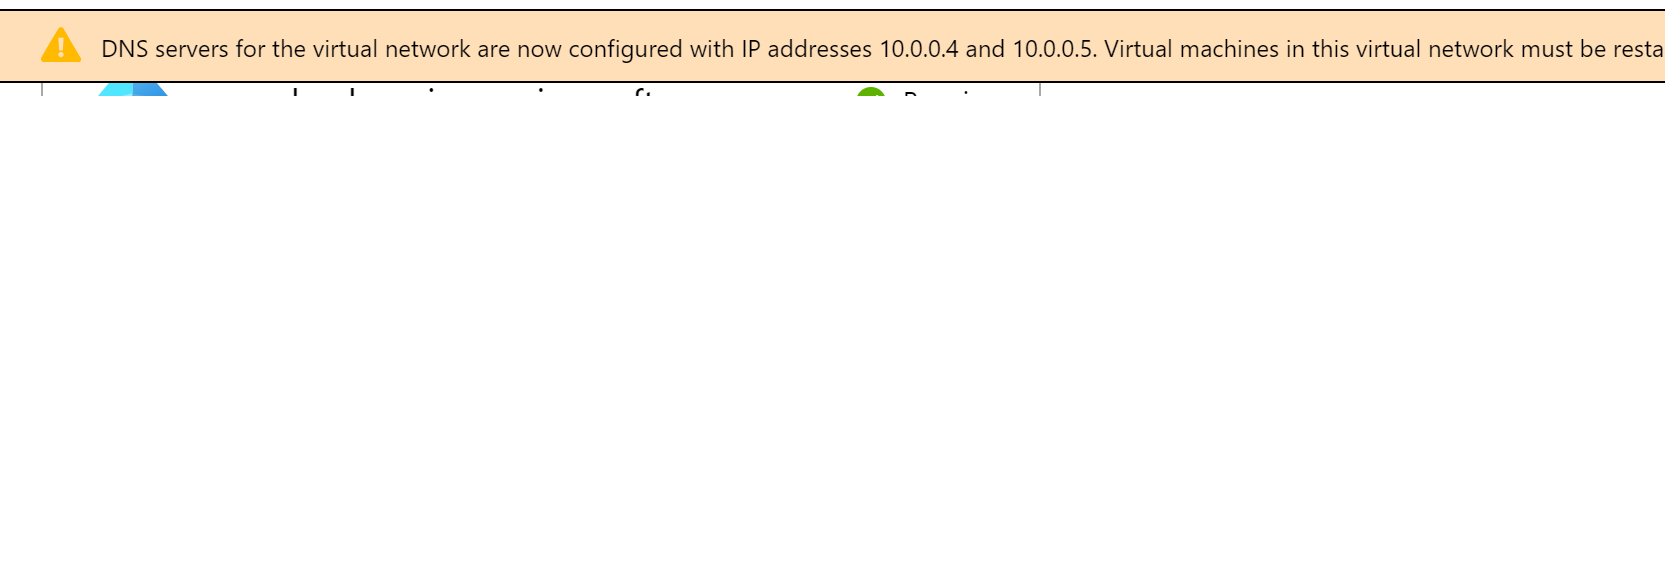 DNS servers for the virtual network are now configured with IP addresses 10.0.0.4 and 10.0.0.5. Virtual machines in this virtual network must be resta